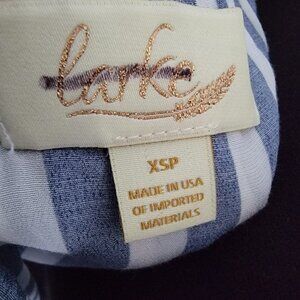 Larke
XSP
MADE IN USA
OF IMPORTED
MATERIALS